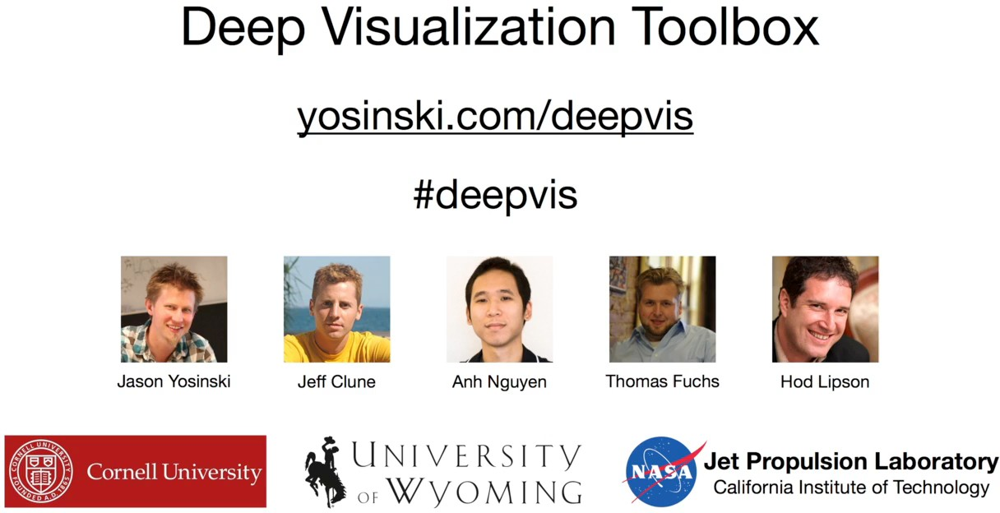 Deep Visualization Toolbox
yosinski.com/deepvis
#deepvis
Jason Yosinski
Jeff Clune
Anh Nguyen
Thomas Fuchs
Hod Lipson
CORNELL UNIVERSITY
FOUNDED A.D. 1865
Cornell University
UNIVERSITY
OF WYOMING
NASA
Jet Propulsion Laboratory
California Institute of Technology